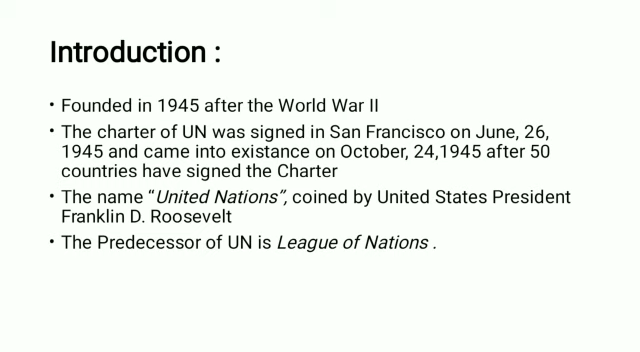 Introduction :
• Founded in 1945 after the World War II
• The charter of UN was signed in San Francisco on June, 26,
1945 and came into existance on October, 24,1945 after 50
countries have signed the Charter
• The name “United Nations”, coined by United States President
Franklin D. Roosevelt
• The Predecessor of UN is League of Nations .